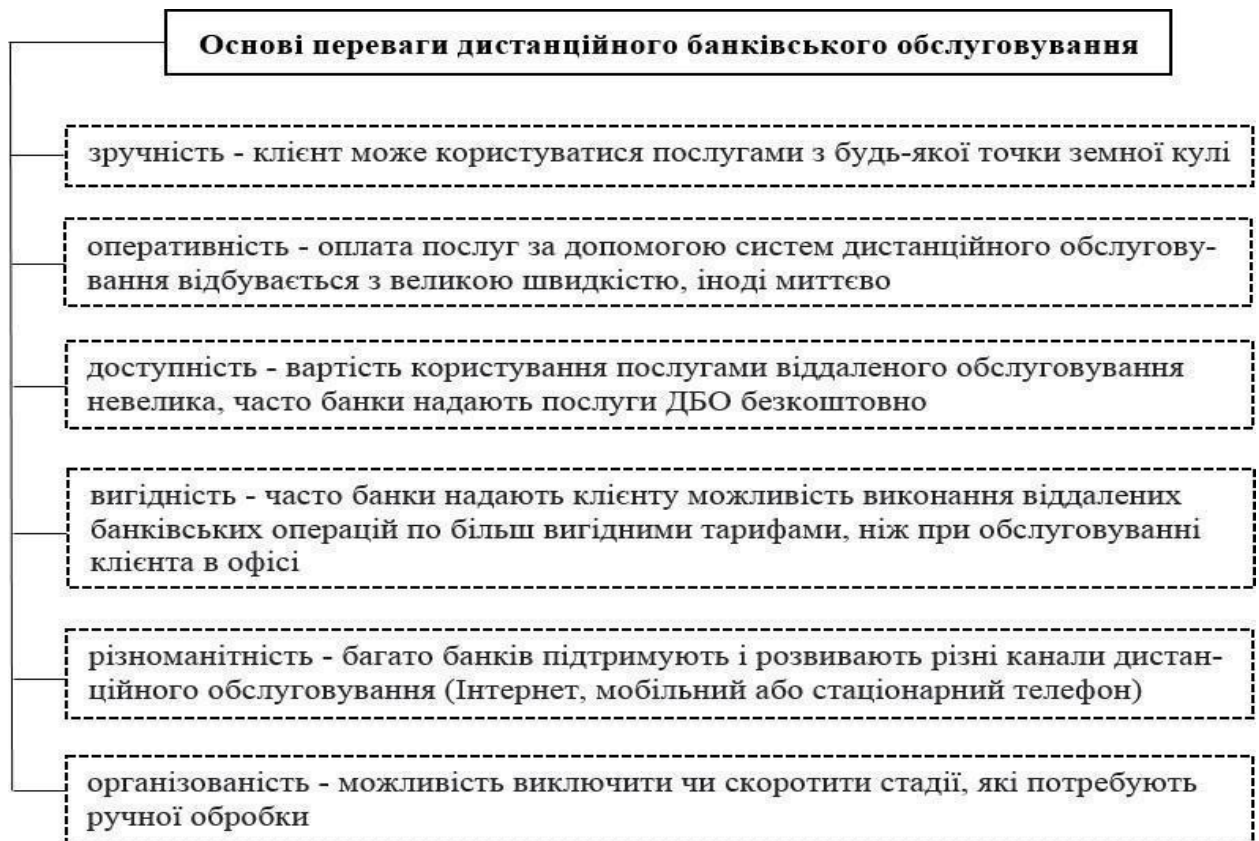 Основі переваги дистанційного банківського обслуговування
зручність - клієнт може користуватися послугами з будь-якої точки земної кулі
оперативність - оплата послуг за допомогою систем дистанційного обслугову-
вання відбувається з великою швидкістю, іноді миттєво
доступність - вартість користування послугами віддаленого обслуговування
невелика, часто банки надають послуги ДБО безкоштовно
вигідність - часто банки надають клієнту можливість виконання віддалених
банківських операцій по більш вигідними тарифами, ніж при обслуговуванні
клієнта в офісі
різноманітність - багато банків підтримують і розвивають різні канали дистан-
ційного обслуговування (Інтернет, мобільний або стаціонарний телефон)
організованість - можливість виключити чи скоротити стадії, які потребують
ручної обробки